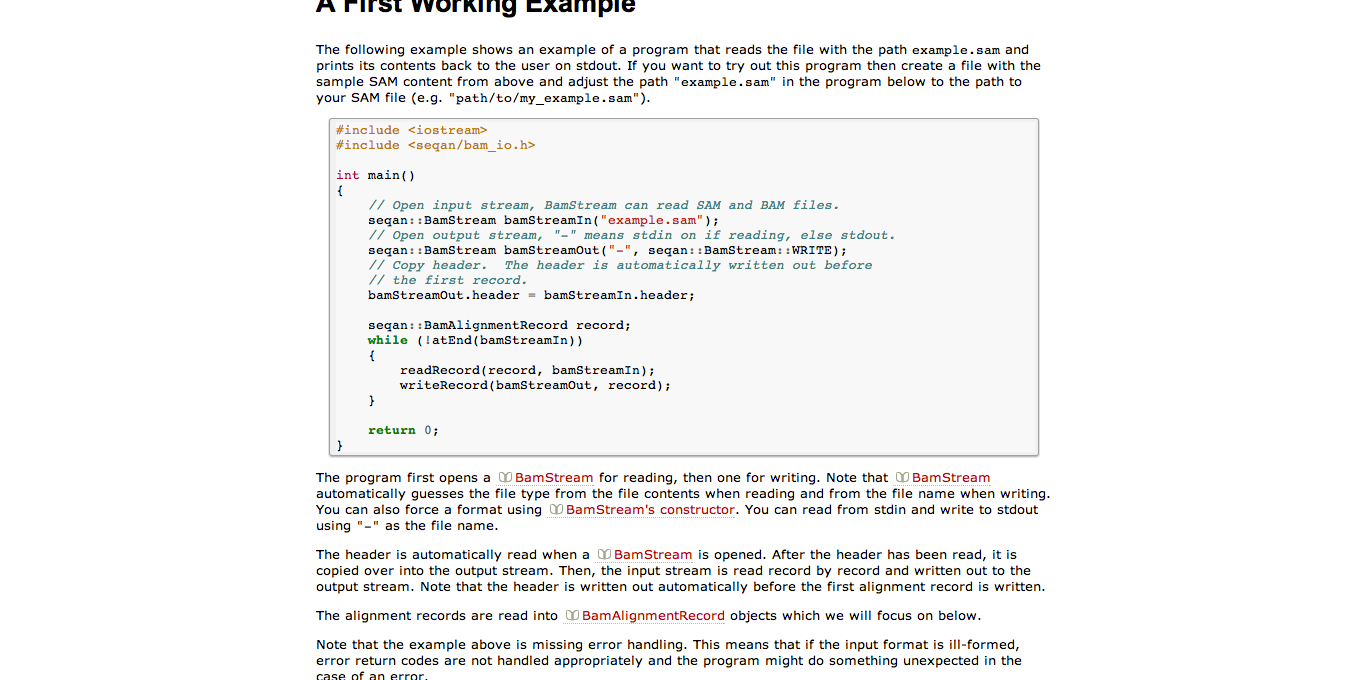 A First Working Example
The following example shows an example of a program that reads the file with the path example.sam and
prints its contents back to the user on stdout. If you want to try out this program then create a file with the
sample SAM content from above and adjust the path "example.sam" in the program below to the path to
your SAM file (e.g. "path/to/my_example.sam").
#include <iostream>
#include <seqan/bam_io.h>
int main()
{
    // Open input stream, BamStream can read SAM and BAM files.
    seqan::BamStream bamStreamIn("example.sam");
    // Open output stream, "-" means stdin on if reading, else stdout.
    seqan::BamStream bamStreamOut("-", seqan::BamStream::WRITE);
    // Copy header.  The header is automatically written out before
    // the first record.
    bamStreamOut.header = bamStreamIn.header;
    seqan::BamAlignmentRecord record;
    while (!atEnd(bamStreamIn))
    {
        readRecord(record, bamStreamIn);
        writeRecord(bamStreamOut, record);
    }
    return 0;
}
The program first opens a BamStream for reading, then one for writing. Note that BamStream
automatically guesses the file type from the file contents when reading and from the file name when writing.
You can also force a format using BamStream's constructor. You can read from stdin and write to stdout
using "-" as the file name.
The header is automatically read when a BamStream is opened. After the header has been read, it is
copied over into the output stream. Then, the input stream is read record by record and written out to the
output stream. Note that the header is written out automatically before the first alignment record is written.
The alignment records are read into BamAlignmentRecord objects which we will focus on below.
Note that the example above is missing error handling. This means that if the input format is ill-formed,
error return codes are not handled appropriately and the program might do something unexpected in the
case of an error.